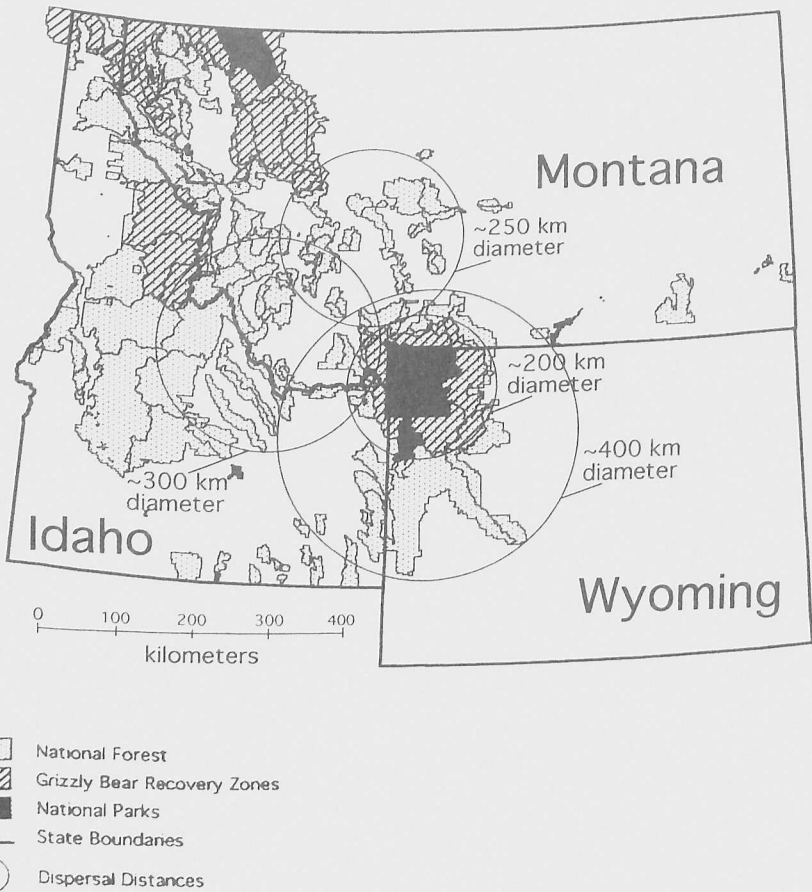 Montana
~250 km
diameter
~200 km
diameter
~400 km
diameter
~300 km
diameter
Idaho
Wyoming
0 100 200 300 400
kilometers
National Forest
Grizzly Bear Recovery Zones
National Parks
State Boundaries
Dispersal Distances